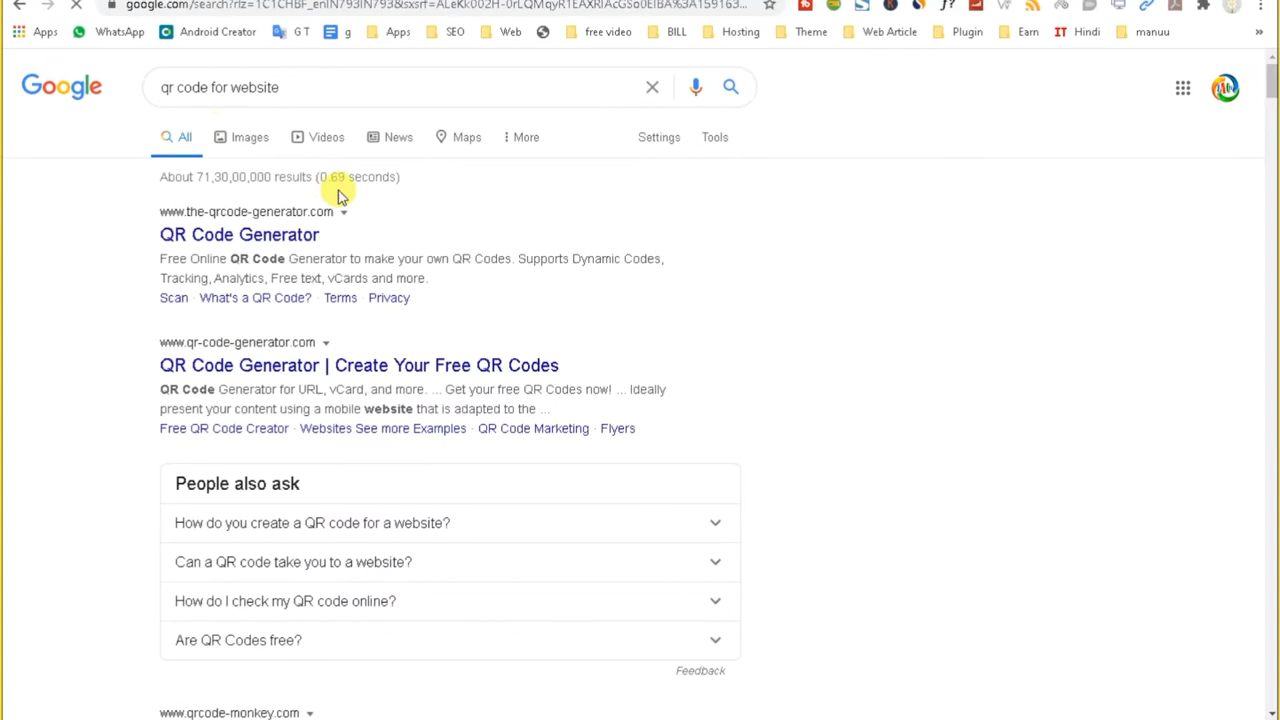 google.com/search?rlz=1C1CHBF_enIN793IN793&sxsrf=
Apps WhatsApp Android Creator G T g Apps SEO Web free video BILL Hosting Theme Web Article Plugin Earn IT Hindi manuu »
Google qr code for website
All Images Videos News Maps More Settings Tools
About 71,30,00,000 results (0.69 seconds)
www.the-qrcode-generator.com
QR Code Generator
Free Online QR Code Generator to make your own QR Codes. Supports Dynamic Codes,
Tracking, Analytics, Free text, vCards and more.
Scan · What's a QR Code? · Terms · Privacy
www.qr-code-generator.com
QR Code Generator | Create Your Free QR Codes
QR Code Generator for URL, vCard, and more. ... Get your free QR Codes now! ... Ideally
present your content using a mobile website that is adapted to the ...
Free QR Code Creator · Websites See more Examples · QR Code Marketing · Flyers
People also ask
How do you create a QR code for a website?
Can a QR code take you to a website?
How do I check my QR code online?
Are QR Codes free?
Feedback
www.qrcode-monkey.com